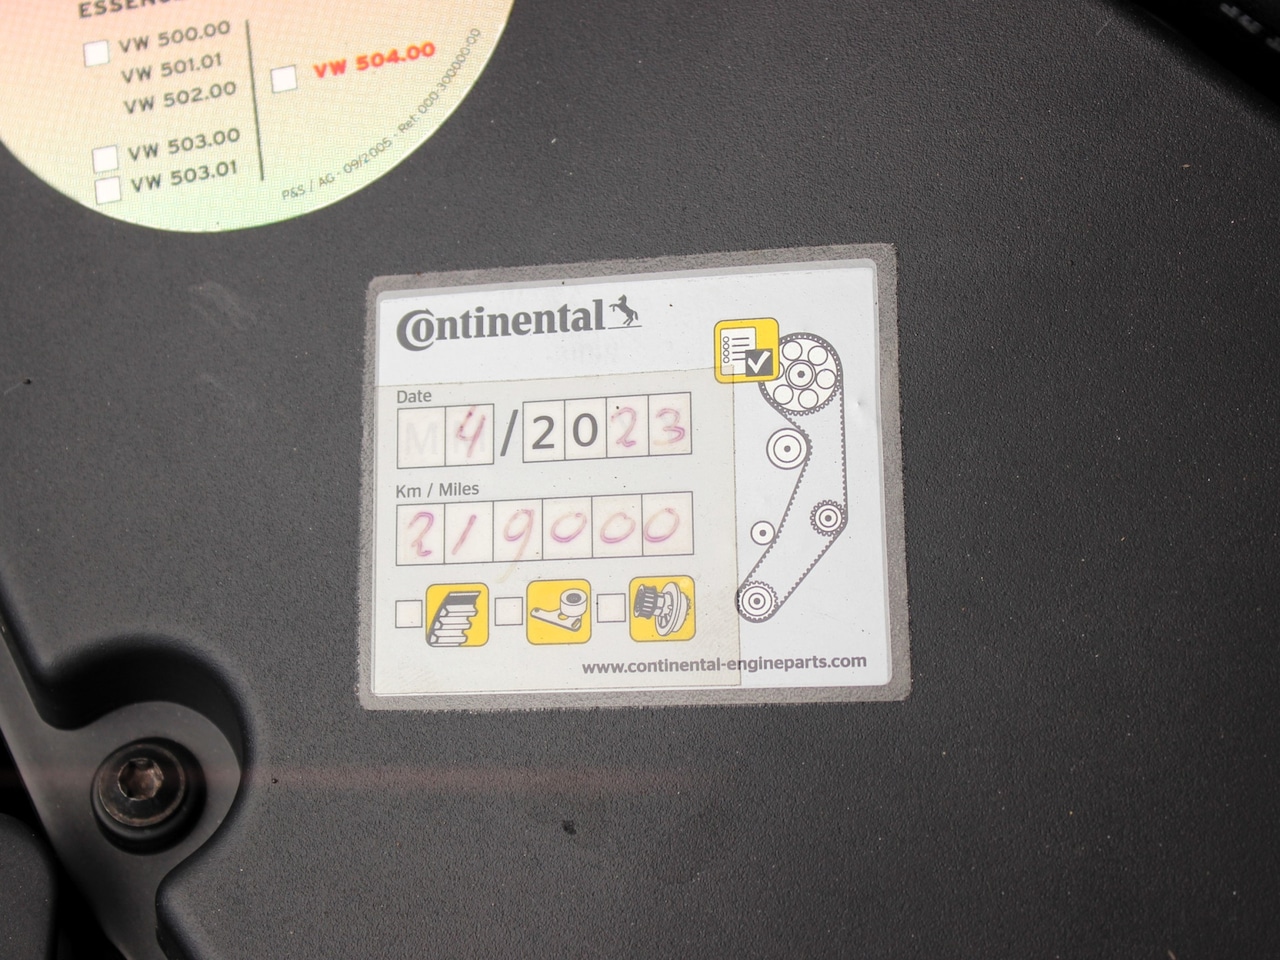 VW 500.00
VW 501.01
VW 502.00
VW 503.00
VW 503.01
VW 504.00
P&S / AG - 09/2005 - Ref: 000-300000-00
Continental
Date
4/2023
Km / Miles
219000
www.continental-engineparts.com